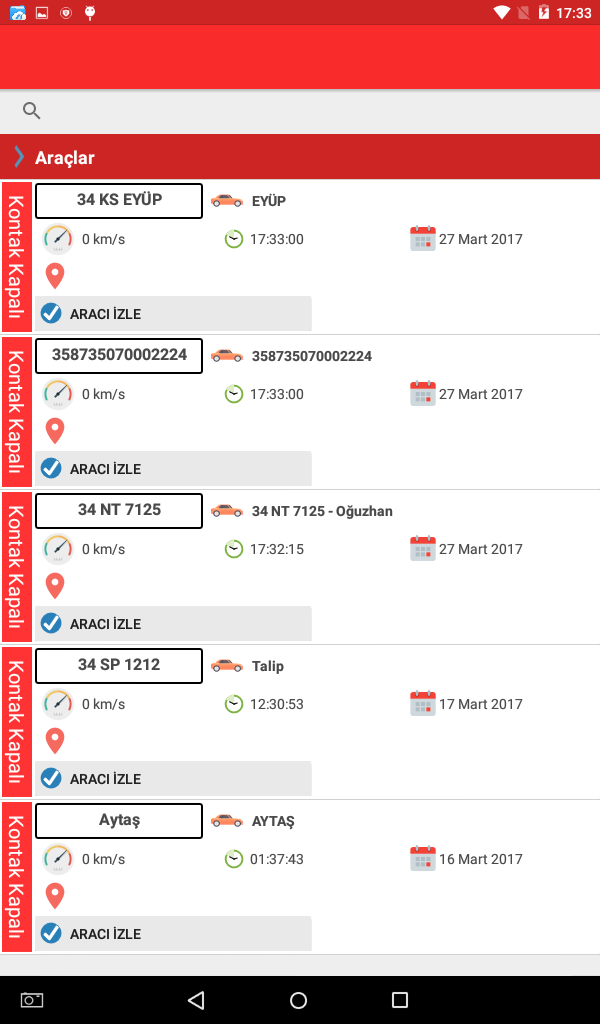 17:33
Araçlar
Kontak Kapalı
34 KS EYÜP
EYÜP
0 km/s
17:33:00
27 Mart 2017
ARACI İZLE
Kontak Kapalı
358735070002224
358735070002224
0 km/s
17:33:00
27 Mart 2017
ARACI İZLE
Kontak Kapalı
34 NT 7125
34 NT 7125 - Oğuzhan
0 km/s
17:32:15
27 Mart 2017
ARACI İZLE
Kontak Kapalı
34 SP 1212
Talip
0 km/s
12:30:53
17 Mart 2017
ARACI İZLE
Kontak Kapalı
Aytaş
AYTAŞ
0 km/s
01:37:43
16 Mart 2017
ARACI İZLE